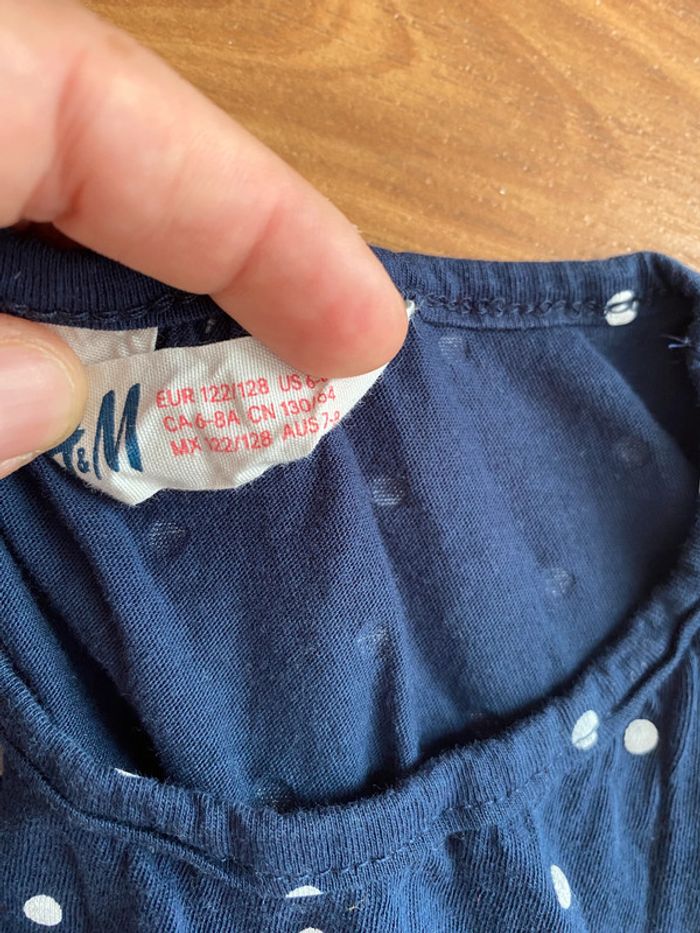 H&M
EUR 122/128 US 6-
CA 6-8A CN 130/64
MX 122/128 AUS 7-8